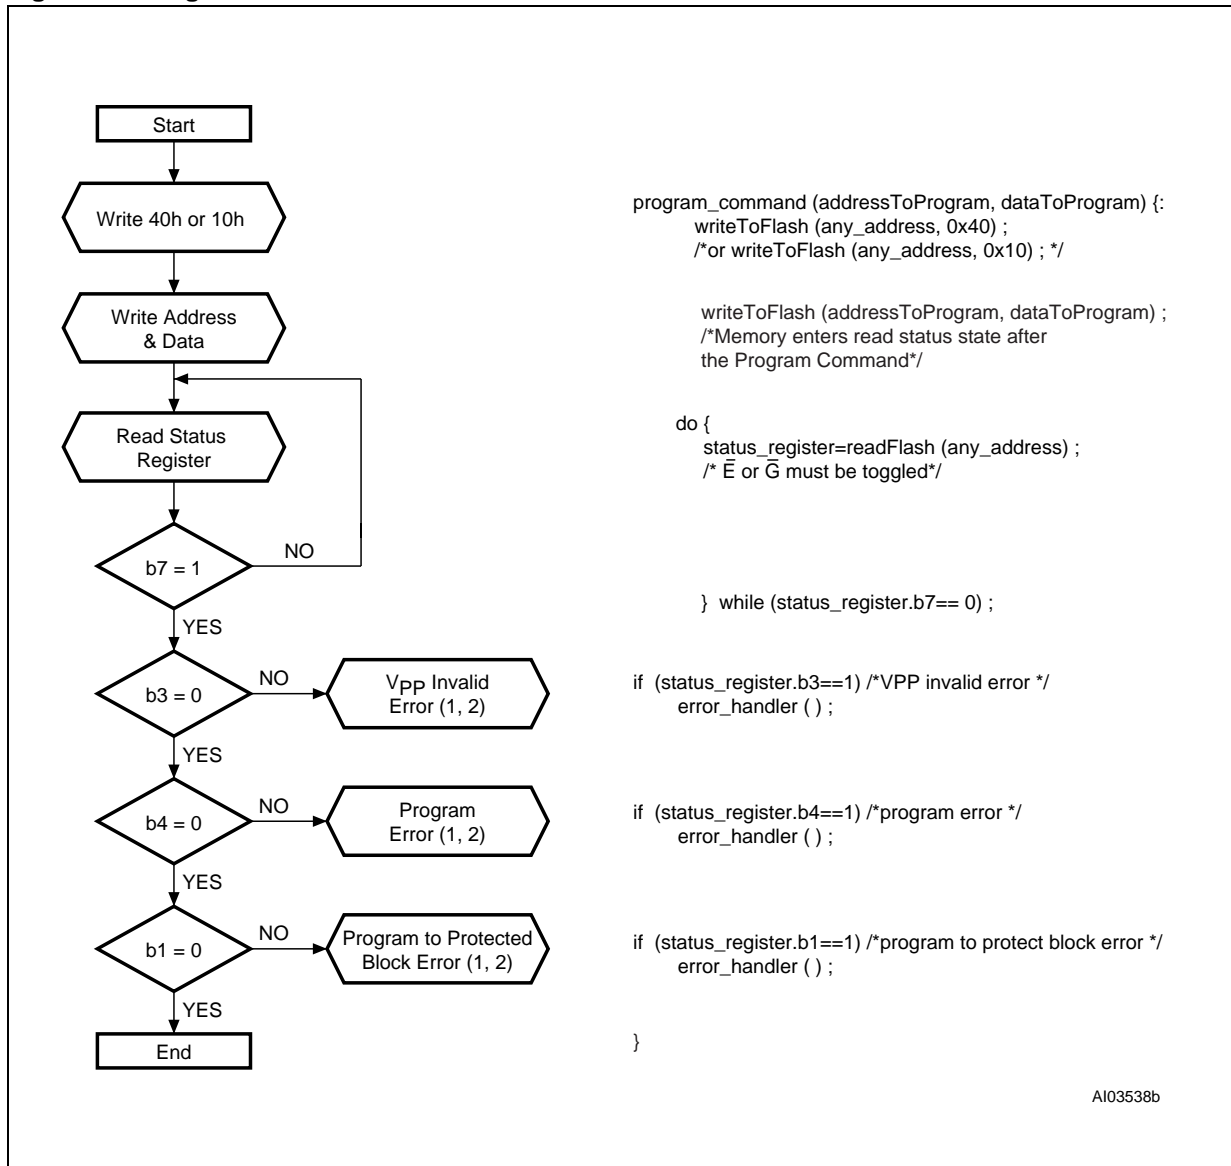 Start
Write 40h or 10h
Write Address
& Data
Read Status
Register
b7 = 1
NO
YES
b3 = 0
NO
VPP Invalid
Error (1, 2)
YES
b4 = 0
NO
Program
Error (1, 2)
YES
b1 = 0
NO
Program to Protected
Block Error (1, 2)
YES
End
program_command (addressToProgram, dataToProgram) {:
writeToFlash (any_address, 0x40) ;
/*or writeToFlash (any_address, 0x10) ; */
writeToFlash (addressToProgram, dataToProgram) ;
/*Memory enters read status state after
the Program Command*/
do {
status_register=readFlash (any_address) ;
/* E̅ or G̅ must be toggled*/
} while (status_register.b7== 0) ;
if (status_register.b3==1) /*VPP invalid error */
error_handler ( ) ;
if (status_register.b4==1) /*program error */
error_handler ( ) ;
if (status_register.b1==1) /*program to protect block error */
error_handler ( ) ;
}
AI03538b